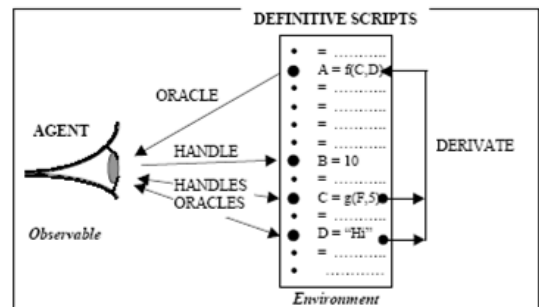 DEFINITIVE SCRIPTS
= ............
A = f(C,D)
= ............
ORACLE
= ............
AGENT
= ............
HANDLE
B = 10
DERIVATE
= ............
HANDLES
C = g(F,5)
ORACLES
= ............
Observable
D = “Hi”
= ............
............
Environment